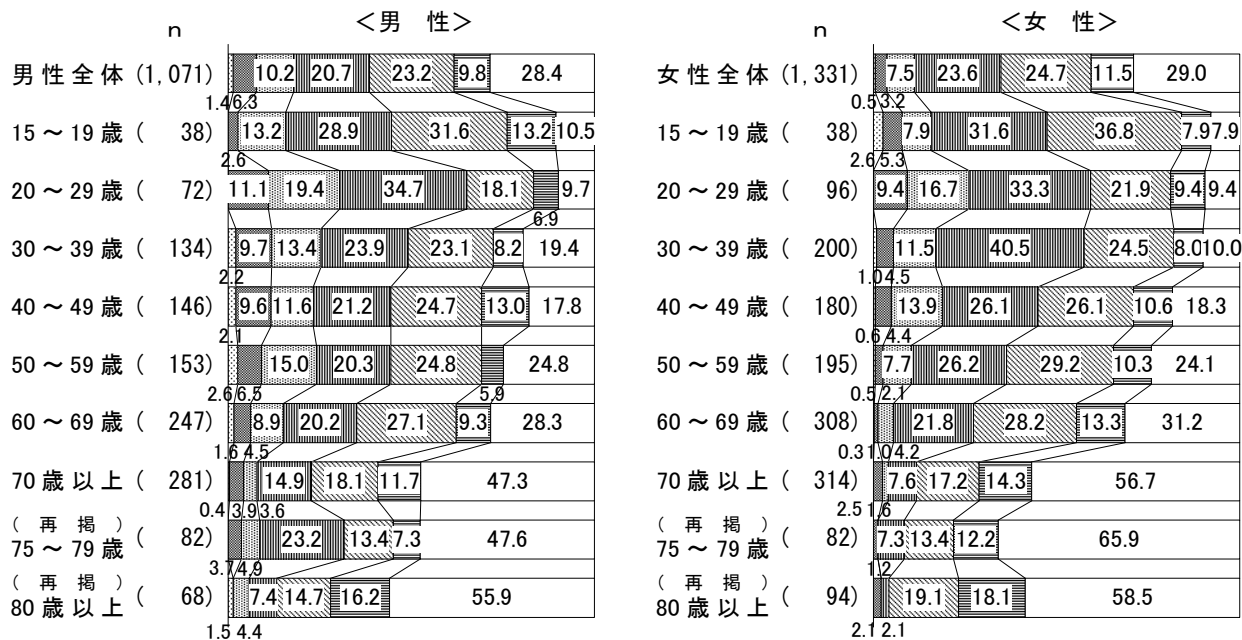 ＜男　性＞
n
男性全体 (1,071) 10.2 20.7 23.2 9.8 28.4
1.4 6.3
15～19歳 ( 38) 13.2 28.9 31.6 13.2 10.5
2.6
20～29歳 ( 72) 11.1 19.4 34.7 18.1 9.7
6.9
30～39歳 ( 134) 9.7 13.4 23.9 23.1 8.2 19.4
2.2
40～49歳 ( 146) 9.6 11.6 21.2 24.7 13.0 17.8
2.1
50～59歳 ( 153) 15.0 20.3 24.8 24.8
2.6 6.5 5.9
60～69歳 ( 247) 8.9 20.2 27.1 9.3 28.3
1.6 4.5
70歳以上 ( 281) 14.9 18.1 11.7 47.3
0.4 3.9 3.6
(再掲)
75～79歳 ( 82) 23.2 13.4 7.3 47.6
3.7 4.9
(再掲)
80歳以上 ( 68) 7.4 14.7 16.2 55.9
1.5 4.4
＜女　性＞
n
女性全体 (1,331) 7.5 23.6 24.7 11.5 29.0
0.5 3.2
15～19歳 ( 38) 7.9 31.6 36.8 7.9 7.9
2.6 5.3
20～29歳 ( 96) 9.4 16.7 33.3 21.9 9.4 9.4
30～39歳 ( 200) 11.5 40.5 24.5 8.0 10.0
1.0 4.5
40～49歳 ( 180) 13.9 26.1 26.1 10.6 18.3
0.6 4.4
50～59歳 ( 195) 7.7 26.2 29.2 10.3 24.1
0.5 2.1
60～69歳 ( 308) 21.8 28.2 13.3 31.2
0.3 1.0 4.2
70歳以上 ( 314) 7.6 17.2 14.3 56.7
2.5 1.6
(再掲)
75～79歳 ( 82) 7.3 13.4 12.2 65.9
1.2
(再掲)
80歳以上 ( 94) 19.1 18.1 58.5
2.1 2.1